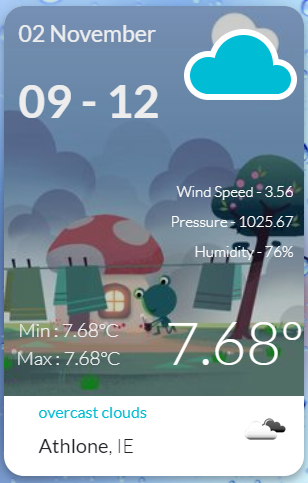 02 November
09 - 12
Wind Speed - 3.56
Pressure - 1025.67
Humidity - 76%
Min : 7.68°C
Max : 7.68°C
7.68°
overcast clouds
Athlone, IE